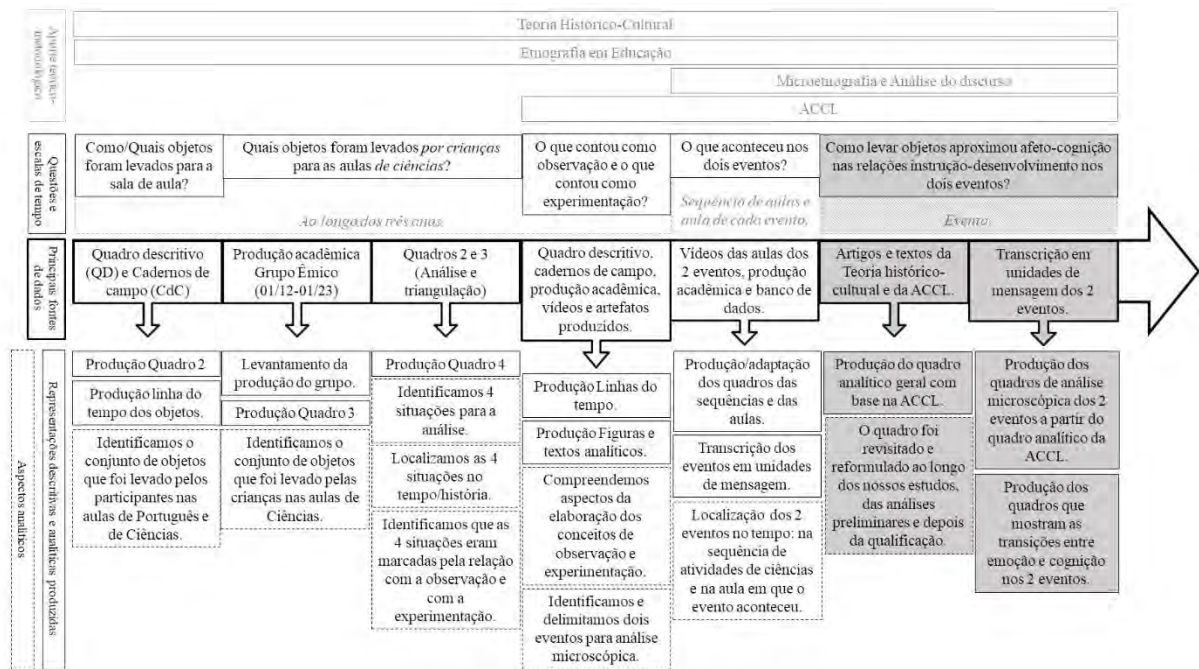 Teoria Histórico-Cultural
Etnografia em Educação
Microetnografia e Análise do discurso
ACCL
Aporte teórico-
metodológico
Questões e
escalas de tempo
Como/Quais objetos
foram levados para a
sala de aula?
Quais objetos foram levados por crianças
para as aulas de ciências?
O que contou como
observação e o que
contou como
experimentação?
O que aconteceu nos
dois eventos?
Como levar objetos aproximou afeto-cognição
nas relações instrução-desenvolvimento nos
dois eventos?
Ao longo dos três anos
Sequência de aulas e
aula de cada evento.
Evento
Principais fontes
de dados
Quadro descritivo
(QD) e Cadernos de
campo (CdC)
Produção acadêmica
Grupo Êmico
(01/12-01/23)
Quadros 2 e 3
(Análise e
triangulação)
Quadro descritivo,
cadernos de campo,
produção acadêmica,
vídeos e artefatos
produzidos.
Vídeos das aulas dos
2 eventos, produção
acadêmica e banco de
dados.
Artigos e textos da
Teoria histórico-
cultural e da ACCL.
Transcrição em
unidades de
mensagem dos 2
eventos.
Aspectos analíticos
Representações descritivas e analíticas produzidas
Produção Quadro 2
Produção linha do
tempo dos objetos.
Identificamos o
conjunto de objetos
que foi levado pelos
participantes nas
aulas de Português e
de Ciências.
Levantamento da
produção do grupo.
Produção Quadro 3
Identificamos o
conjunto de objetos
que foi levado pelas
crianças nas aulas de
Ciências.
Produção Quadro 4
Identificamos 4
situações para a
análise.
Localizamos as 4
situações no
tempo/história.
Identificamos que as
4 situações eram
marcadas pela relação
com a observação e
com a
experimentação.
Produção Linhas do
tempo.
Produção Figuras e
textos analíticos.
Compreendemos
aspectos da
elaboração dos
conceitos de
observação e
experimentação.
Identificamos e
delimitamos dois
eventos para análise
microscópica.
Produção/adaptação
dos quadros das
sequências e das
aulas.
Transcrição dos
eventos em unidades
de mensagem.
Localização dos 2
eventos no tempo: na
sequência de
atividades de ciências
e na aula em que o
evento aconteceu.
Produção do quadro
analítico geral com
base na ACCL.
O quadro foi
revisitado e
reformulado ao longo
dos nossos estudos,
das análises
preliminares e depois
da qualificação.
Produção dos
quadros de análise
microscópica dos 2
eventos a partir do
quadro analítico da
ACCL.
Produção dos
quadros que
mostram as
transições entre
emoção e cognição
nos 2 eventos.